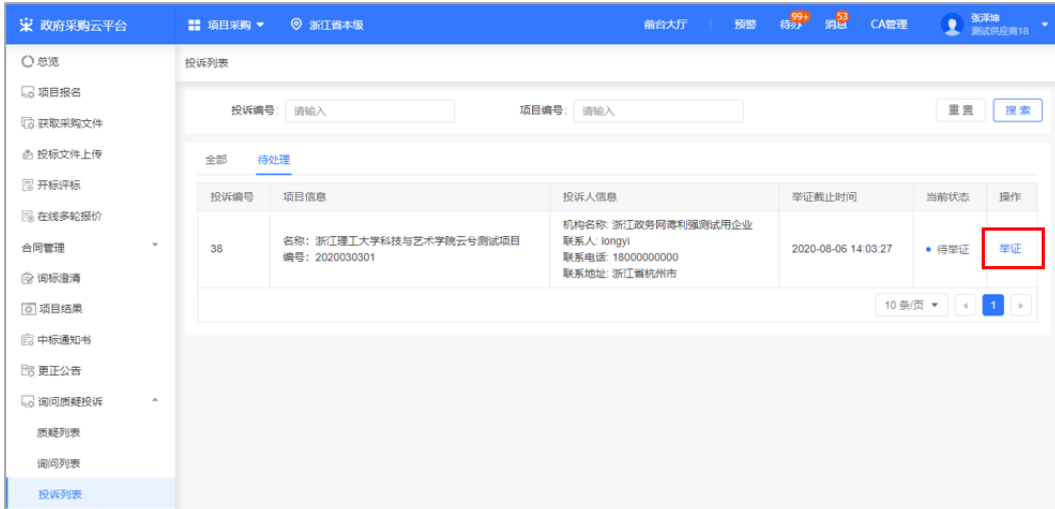 政府采购云平台
项目采购
浙江省本级
前台大厅
预警
待办
99+
消息
53
CA管理
张泽坤
测试供应商18
总览
项目报名
获取采购文件
投标文件上传
开标评标
在线多轮报价
合同管理
询标澄清
项目结果
中标通知书
更正公告
询问质疑投诉
质疑列表
询问列表
投诉列表
投诉列表
投诉编号: 请输入
项目编号: 请输入
重置
搜索
全部
待处理
投诉编号 项目信息 投诉人信息 举证截止时间 当前状态 操作
38
名称: 浙江理工大学科技与艺术学院云兮测试项目
编号: 2020030301
机构名称: 浙江政务网蓐利强测试用企业
联系人: longyi
联系电话: 18000000000
联系地址: 浙江省杭州市
2020-08-06 14:03:27
待举证
举证
10 条/页
1